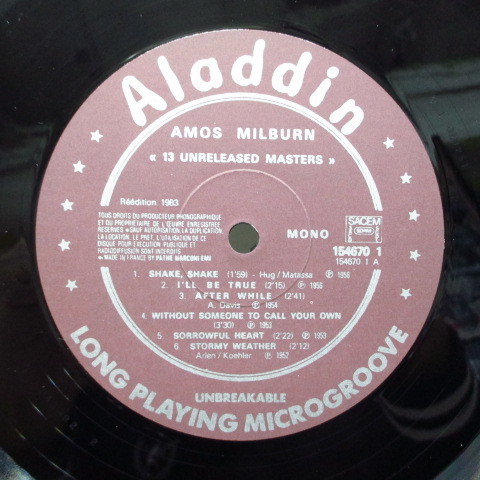 Aladdin
AMOS MILBURN
« 13 UNRELEASED MASTERS »
Réédition 1983
TOUS DROITS DU PRODUCTEUR PHONOGRAPHIQUE
ET DU PROPRIETAIRE DE L'ŒUVRE ENREGISTREE
RESERVES • SAUF AUTORISATION LA DUPLICATION
LA LOCATION, LE PRET, L'UTILISATION DE CE
DISQUE POUR EXECUTION PUBLIQUE ET
RADIODIFFUSION SONT INTERDITS
MADE IN FRANCE BY PATHE MARCONI EMI
MONO
SACEM
154670 1
154670 1 A
1. SHAKE, SHAKE (1'59) - Hug / Matassa ℗ 1956
2. I'LL BE TRUE (2'15) ℗ 1956
3. AFTER WHILE (2'41)
A. Davis ℗ 1954
4. WITHOUT SOMEONE TO CALL YOUR OWN
(3'30) ℗ 1953
5. SORROWFUL HEART (2'22) ℗ 1953
6. STORMY WEATHER (2'12)
Arlen / Koehler ℗ 1952
UNBREAKABLE
LONG PLAYING MICROGROOVE